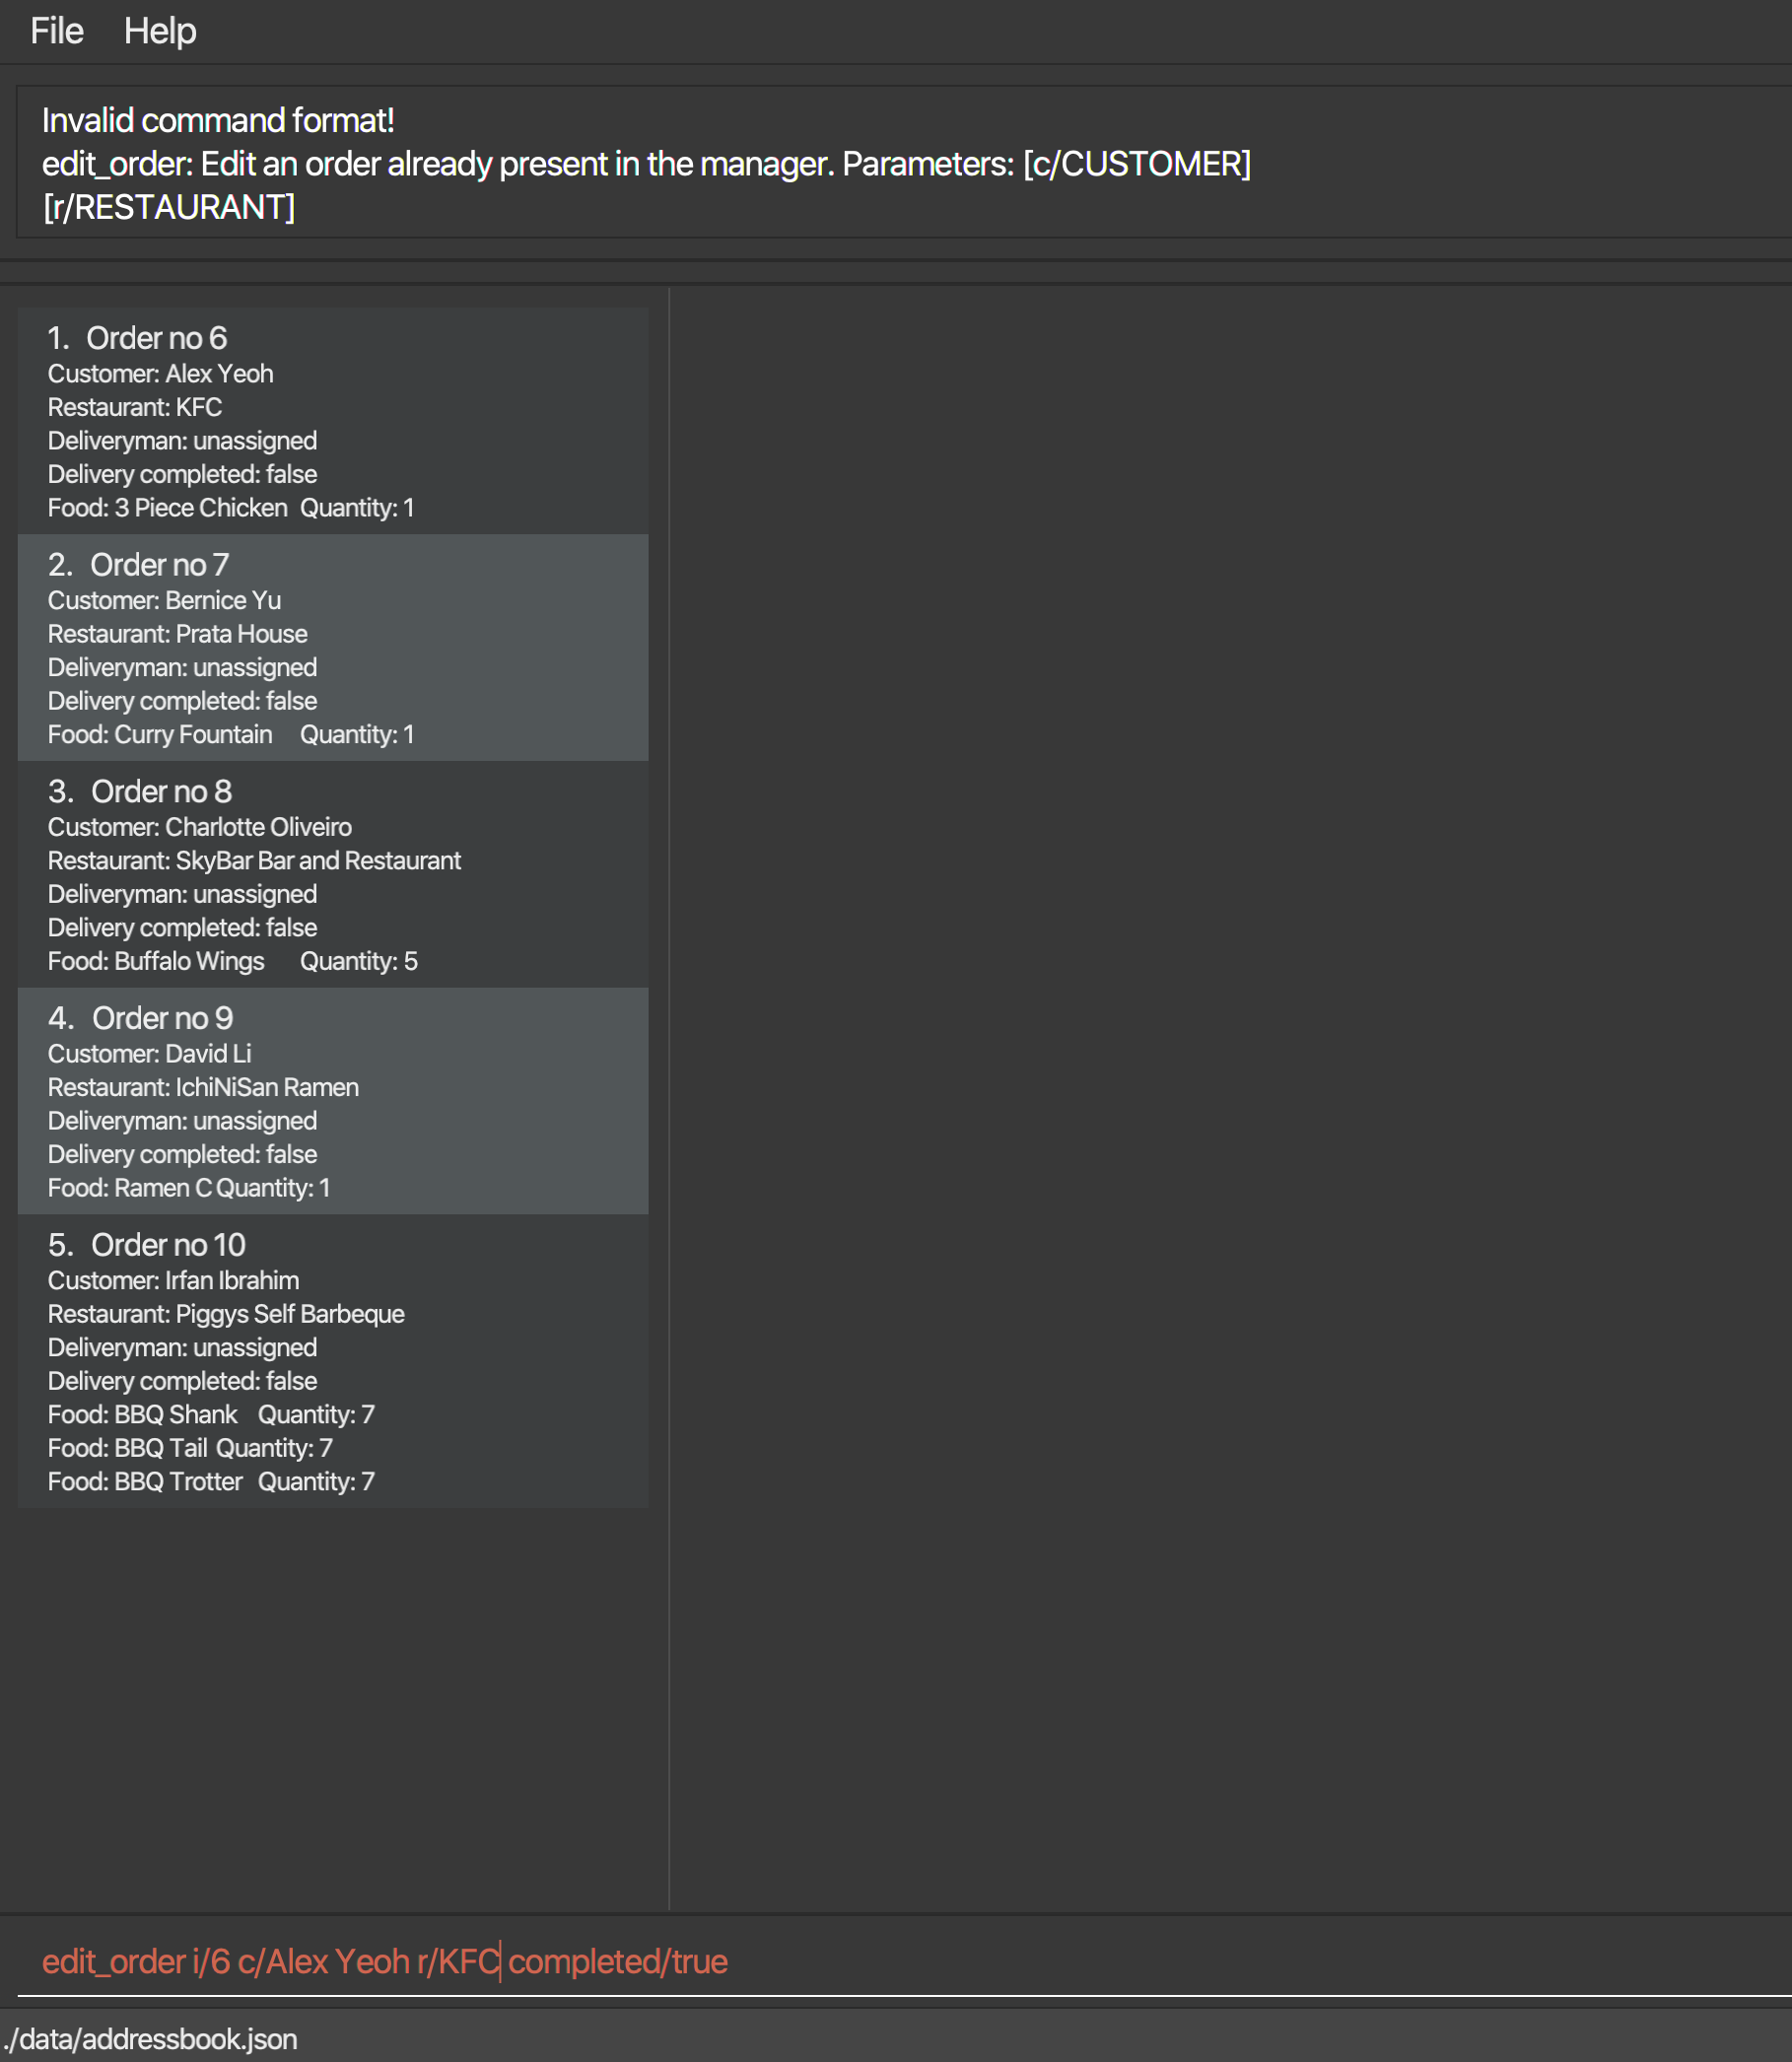 File Help
Invalid command format!
edit_order: Edit an order already present in the manager. Parameters: [c/CUSTOMER]
[r/RESTAURANT]
1. Order no 6
Customer: Alex Yeoh
Restaurant: KFC
Deliveryman: unassigned
Delivery completed: false
Food: 3 Piece Chicken Quantity: 1
2. Order no 7
Customer: Bernice Yu
Restaurant: Prata House
Deliveryman: unassigned
Delivery completed: false
Food: Curry Fountain Quantity: 1
3. Order no 8
Customer: Charlotte Oliveiro
Restaurant: SkyBar Bar and Restaurant
Deliveryman: unassigned
Delivery completed: false
Food: Buffalo Wings Quantity: 5
4. Order no 9
Customer: David Li
Restaurant: IchiNiSan Ramen
Deliveryman: unassigned
Delivery completed: false
Food: Ramen C Quantity: 1
5. Order no 10
Customer: Irfan Ibrahim
Restaurant: Piggys Self Barbeque
Deliveryman: unassigned
Delivery completed: false
Food: BBQ Shank Quantity: 7
Food: BBQ Tail Quantity: 7
Food: BBQ Trotter Quantity: 7
edit_order i/6 c/Alex Yeoh r/KFC completed/true
./data/addressbook.json